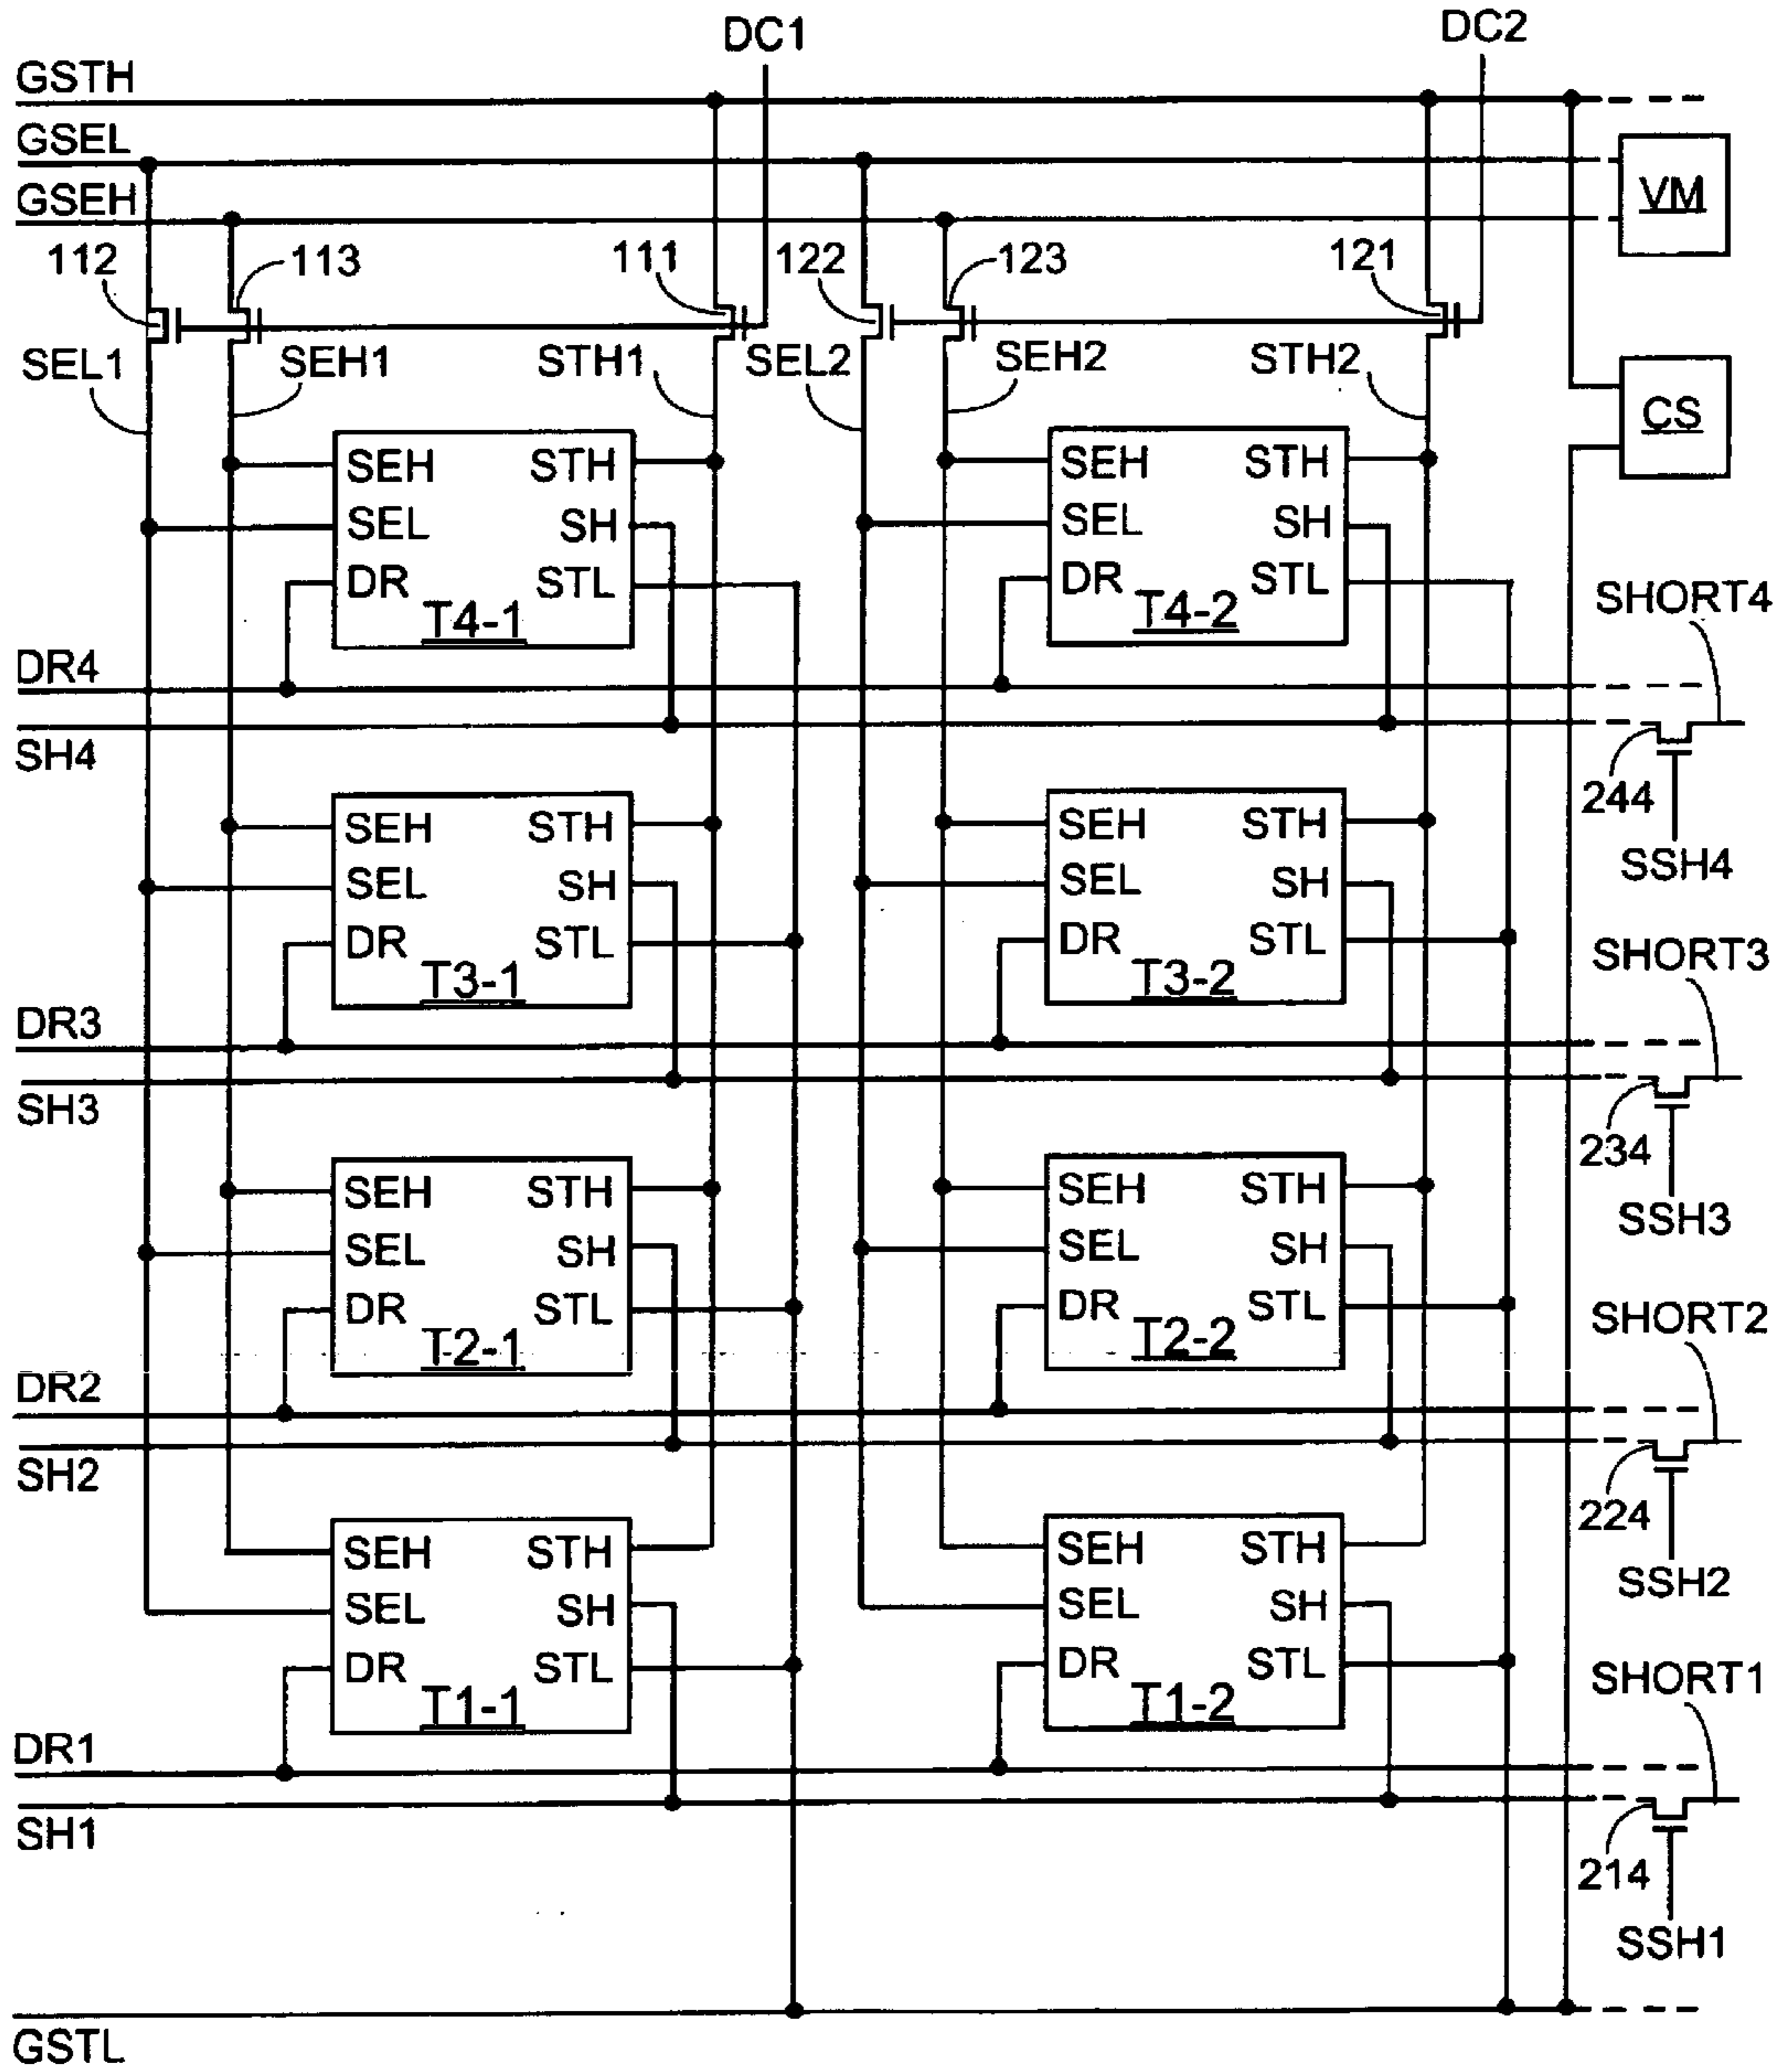 DC1 DC2
GSTH
GSEL
GSEH
VM
112 113 111 122 123 121
SEL1 SEH1 STH1 SEL2 SEH2 STH2
CS
SEH STH SEH STH
SEL SH SEL SH
DR STL DR STL
T4-1 T4-2
SHORT4
DR4
SH4
244
SSH4
SEH STH SEH STH
SEL SH SEL SH
DR STL DR STL
T3-1 T3-2
SHORT3
DR3
SH3
234
SSH3
SEH STH SEH STH
SEL SH SEL SH
DR STL DR STL
T2-1 T2-2
SHORT2
DR2
SH2
224
SSH2
SEH STH SEH STH
SEL SH SEL SH
DR STL DR STL
T1-1 T1-2
SHORT1
DR1
SH1
214
SSH1
GSTL